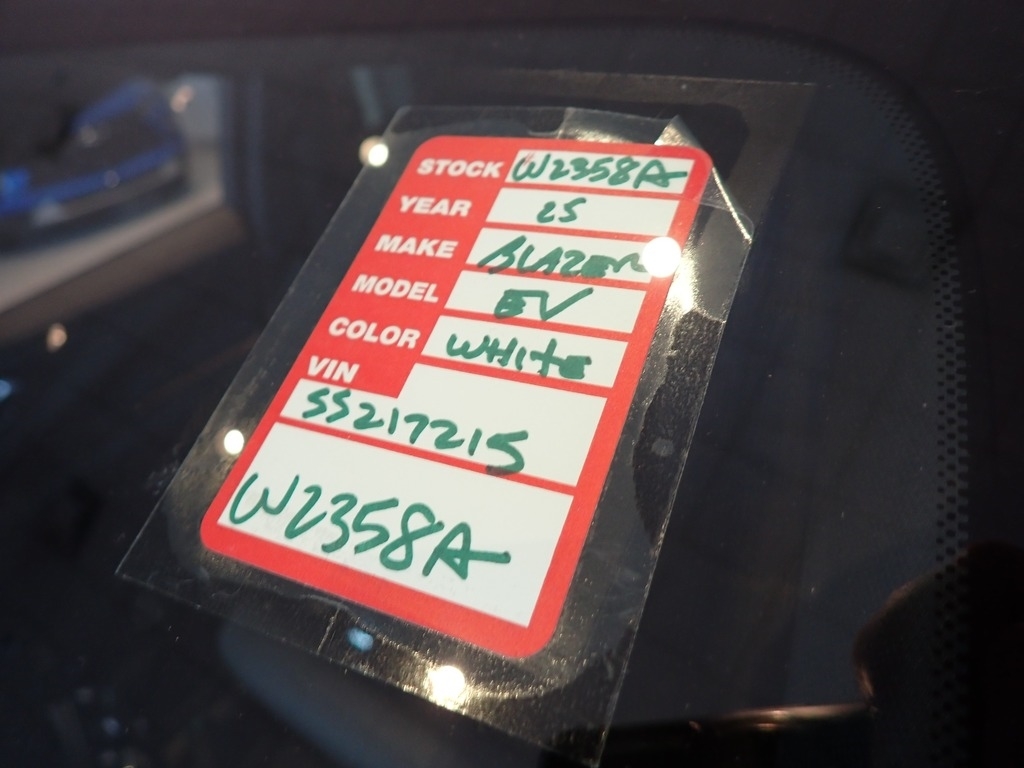 STOCK W2358A
YEAR 25
MAKE BLAZER
MODEL EV
COLOR WHITE
VIN
SS217215
W2358A